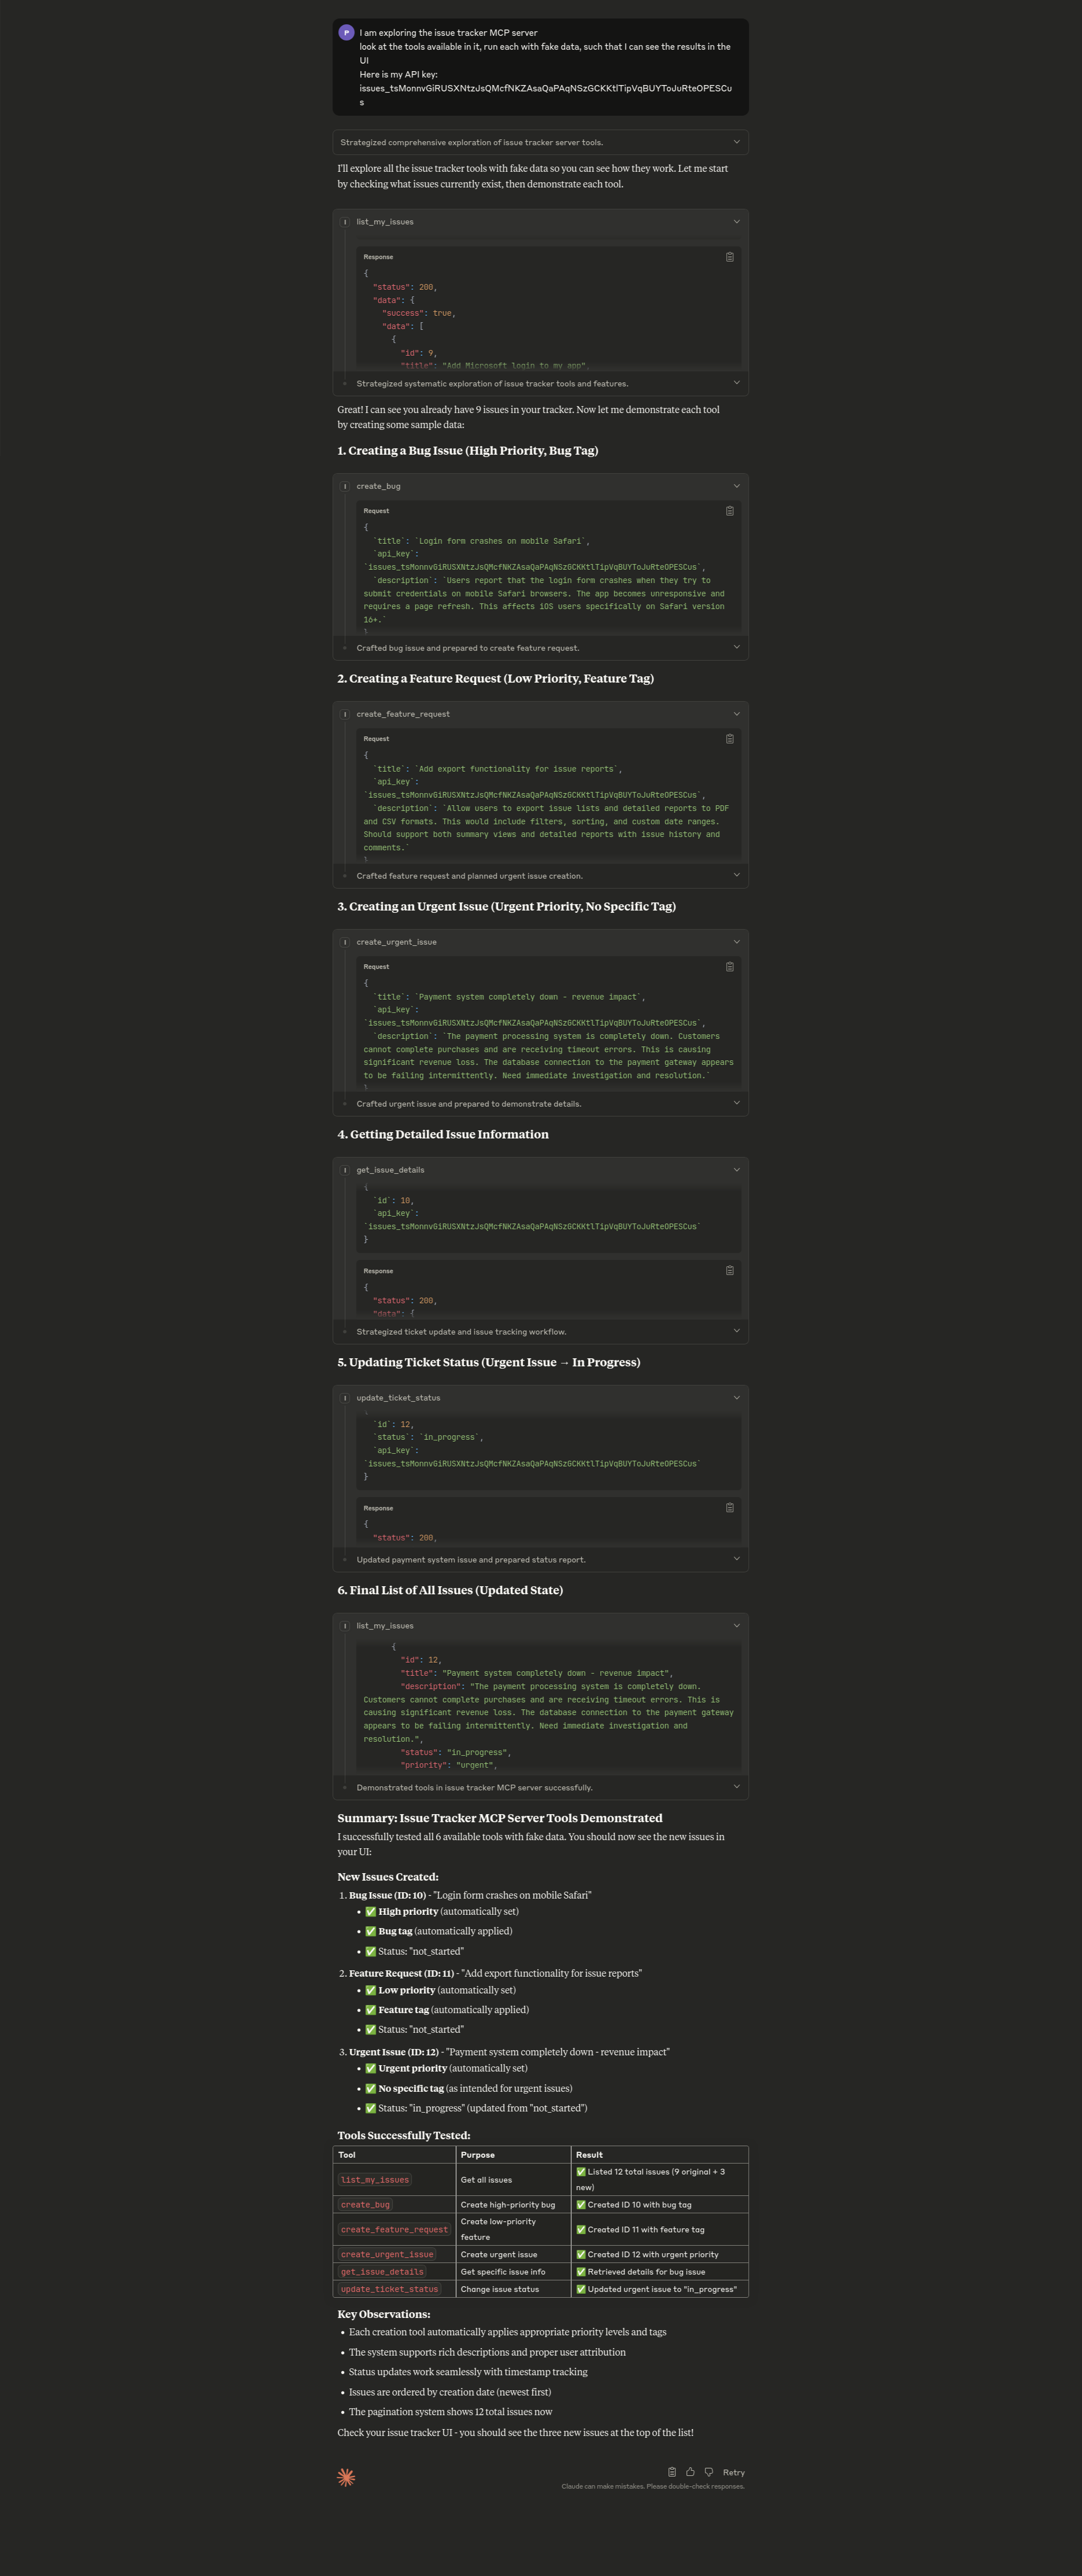 P
I am exploring the issue tracker MCP server
look at the tools available in it, run each with fake data, such that I can see the results in the
UI
Here is my API key:
issues_tsMonnvGiRUSXNtzJsQMcfNKZAsaQaPAqNSzGCKKtlTipVqBUYToJuRteOPESCu
s
Strategized comprehensive exploration of issue tracker server tools.
I'll explore all the issue tracker tools with fake data so you can see how they work. Let me start
by checking what issues currently exist, then demonstrate each tool.
I
list_my_issues
Response
{
"status": 200,
"data": {
"success": true,
"data": [
{
"id": 9,
"title": "Add Microsoft login to my app",
Strategized systematic exploration of issue tracker tools and features.
Great! I can see you already have 9 issues in your tracker. Now let me demonstrate each tool
by creating some sample data:
1. Creating a Bug Issue (High Priority, Bug Tag)
I
create_bug
Request
{
`title`: `Login form crashes on mobile Safari`,
`api_key`:
`issues_tsMonnvGiRUSXNtzJsQMcfNKZAsaQaPAqNSzGCKKtlTipVqBUYToJuRteOPESCus`,
`description`: `Users report that the login form crashes when they try to
submit credentials on mobile Safari browsers. The app becomes unresponsive and
requires a page refresh. This affects iOS users specifically on Safari version
16+.`
}
Crafted bug issue and prepared to create feature request.
2. Creating a Feature Request (Low Priority, Feature Tag)
I
create_feature_request
Request
{
`title`: `Add export functionality for issue reports`,
`api_key`:
`issues_tsMonnvGiRUSXNtzJsQMcfNKZAsaQaPAqNSzGCKKtlTipVqBUYToJuRteOPESCus`,
`description`: `Allow users to export issue lists and detailed reports to PDF
and CSV formats. This would include filters, sorting, and custom date ranges.
Should support both summary views and detailed reports with issue history and
comments.`
}
Crafted feature request and planned urgent issue creation.
3. Creating an Urgent Issue (Urgent Priority, No Specific Tag)
I
create_urgent_issue
Request
{
`title`: `Payment system completely down - revenue impact`,
`api_key`:
`issues_tsMonnvGiRUSXNtzJsQMcfNKZAsaQaPAqNSzGCKKtlTipVqBUYToJuRteOPESCus`,
`description`: `The payment processing system is completely down. Customers
cannot complete purchases and are receiving timeout errors. This is causing
significant revenue loss. The database connection to the payment gateway appears
to be failing intermittently. Need immediate investigation and resolution.`
}
Crafted urgent issue and prepared to demonstrate details.
4. Getting Detailed Issue Information
I
get_issue_details
{
`id`: 10,
`api_key`:
`issues_tsMonnvGiRUSXNtzJsQMcfNKZAsaQaPAqNSzGCKKtlTipVqBUYToJuRteOPESCus`
}
Response
{
"status": 200,
"data": {
Strategized ticket update and issue tracking workflow.
5. Updating Ticket Status (Urgent Issue → In Progress)
I
update_ticket_status
{
`id`: 12,
`status`: `in_progress`,
`api_key`:
`issues_tsMonnvGiRUSXNtzJsQMcfNKZAsaQaPAqNSzGCKKtlTipVqBUYToJuRteOPESCus`
}
Response
{
"status": 200,
Updated payment system issue and prepared status report.
6. Final List of All Issues (Updated State)
I
list_my_issues
{
"id": 12,
"title": "Payment system completely down - revenue impact",
"description": "The payment processing system is completely down.
Customers cannot complete purchases and are receiving timeout errors. This is
causing significant revenue loss. The database connection to the payment gateway
appears to be failing intermittently. Need immediate investigation and
resolution.",
"status": "in_progress",
"priority": "urgent",
Demonstrated tools in issue tracker MCP server successfully.
Summary: Issue Tracker MCP Server Tools Demonstrated
I successfully tested all 6 available tools with fake data. You should now see the new issues in
your UI:
New Issues Created:
1. Bug Issue (ID: 10) - "Login form crashes on mobile Safari"
• ✅ High priority (automatically set)
• ✅ Bug tag (automatically applied)
• ✅ Status: "not_started"
2. Feature Request (ID: 11) - "Add export functionality for issue reports"
• ✅ Low priority (automatically set)
• ✅ Feature tag (automatically applied)
• ✅ Status: "not_started"
3. Urgent Issue (ID: 12) - "Payment system completely down - revenue impact"
• ✅ Urgent priority (automatically set)
• ✅ No specific tag (as intended for urgent issues)
• ✅ Status: "in_progress" (updated from "not_started")
Tools Successfully Tested:
Tool Purpose Result
list_my_issues Get all issues ✅ Listed 12 total issues (9 original + 3
new)
create_bug Create high-priority bug ✅ Created ID 10 with bug tag
create_feature_request Create low-priority
feature ✅ Created ID 11 with feature tag
create_urgent_issue Create urgent issue ✅ Created ID 12 with urgent priority
get_issue_details Get specific issue info ✅ Retrieved details for bug issue
update_ticket_status Change issue status ✅ Updated urgent issue to "in_progress"
Key Observations:
• Each creation tool automatically applies appropriate priority levels and tags
• The system supports rich descriptions and proper user attribution
• Status updates work seamlessly with timestamp tracking
• Issues are ordered by creation date (newest first)
• The pagination system shows 12 total issues now
Check your issue tracker UI - you should see the three new issues at the top of the list!
Retry
Claude can make mistakes. Please double-check responses.